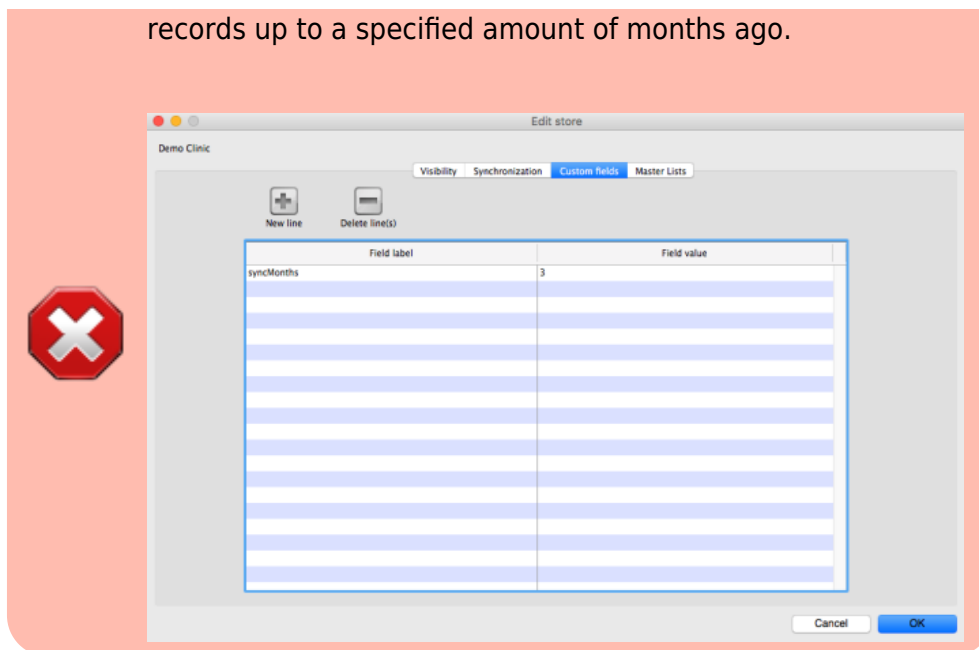 records up to a specified amount of months ago.
Edit store
Demo Clinic
Visibility Synchronization Custom fields Master Lists
New line Delete line(s)
Field label Field value
syncMonths 3
Cancel OK